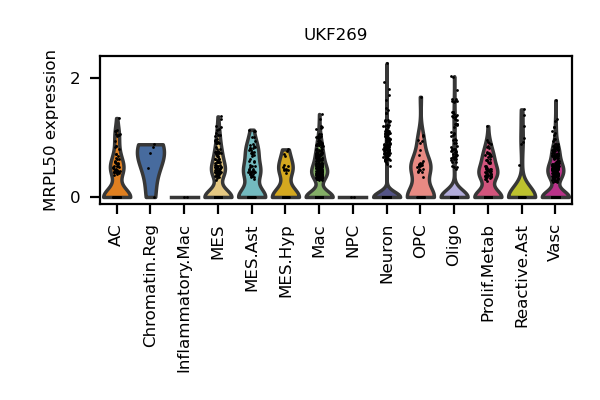 UKF269
MRPL50 expression
2
0
AC
Chromatin.Reg
Inflammatory.Mac
MES
MES.Ast
MES.Hyp
Mac
NPC
Neuron
OPC
Oligo
Prolif.Metab
Reactive.Ast
Vasc